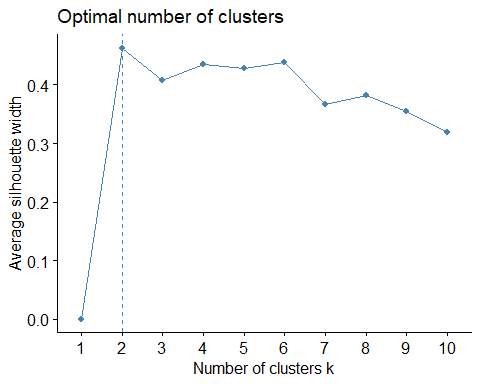 Optimal number of clusters
Average silhouette width
0.4
0.3
0.2
0.1
0.0
1 2 3 4 5 6 7 8 9 10
Number of clusters k